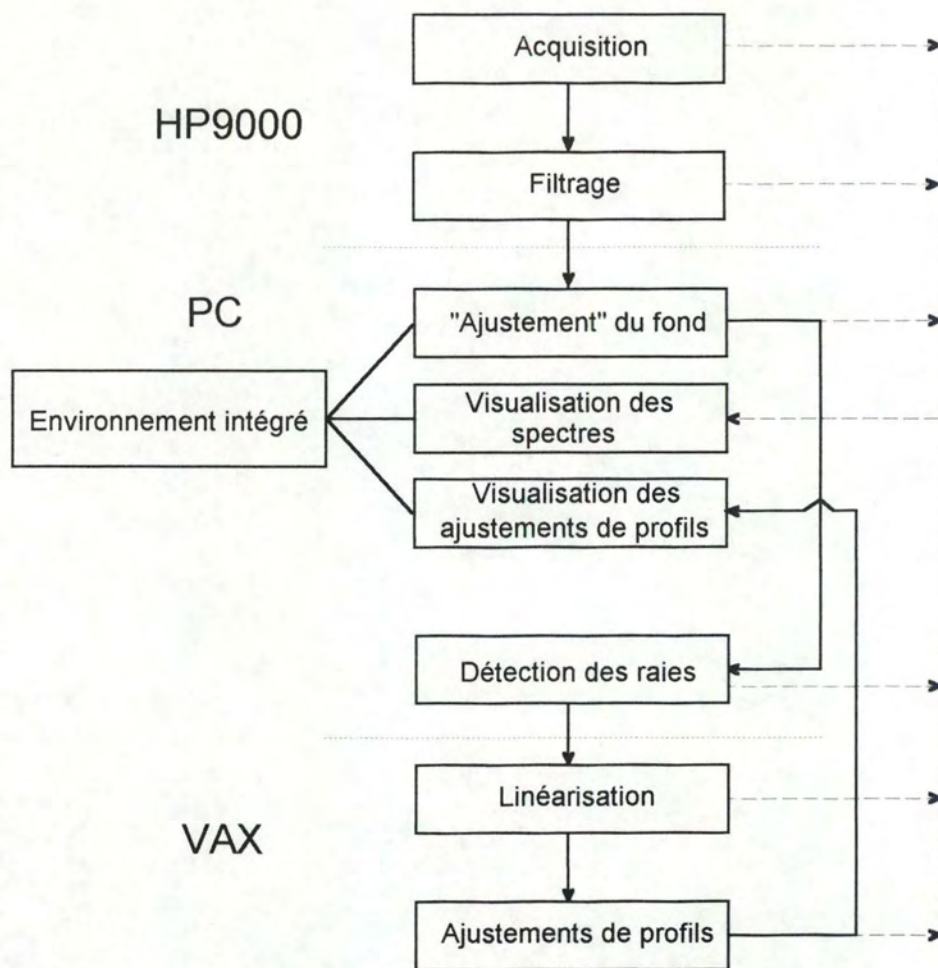 Acquisition
HP9000
Filtrage
PC
"Ajustement" du fond
Environnement intégré
Visualisation des
spectres
Visualisation des
ajustements de profils
Détection des raies
Linéarisation
VAX
Ajustements de profils